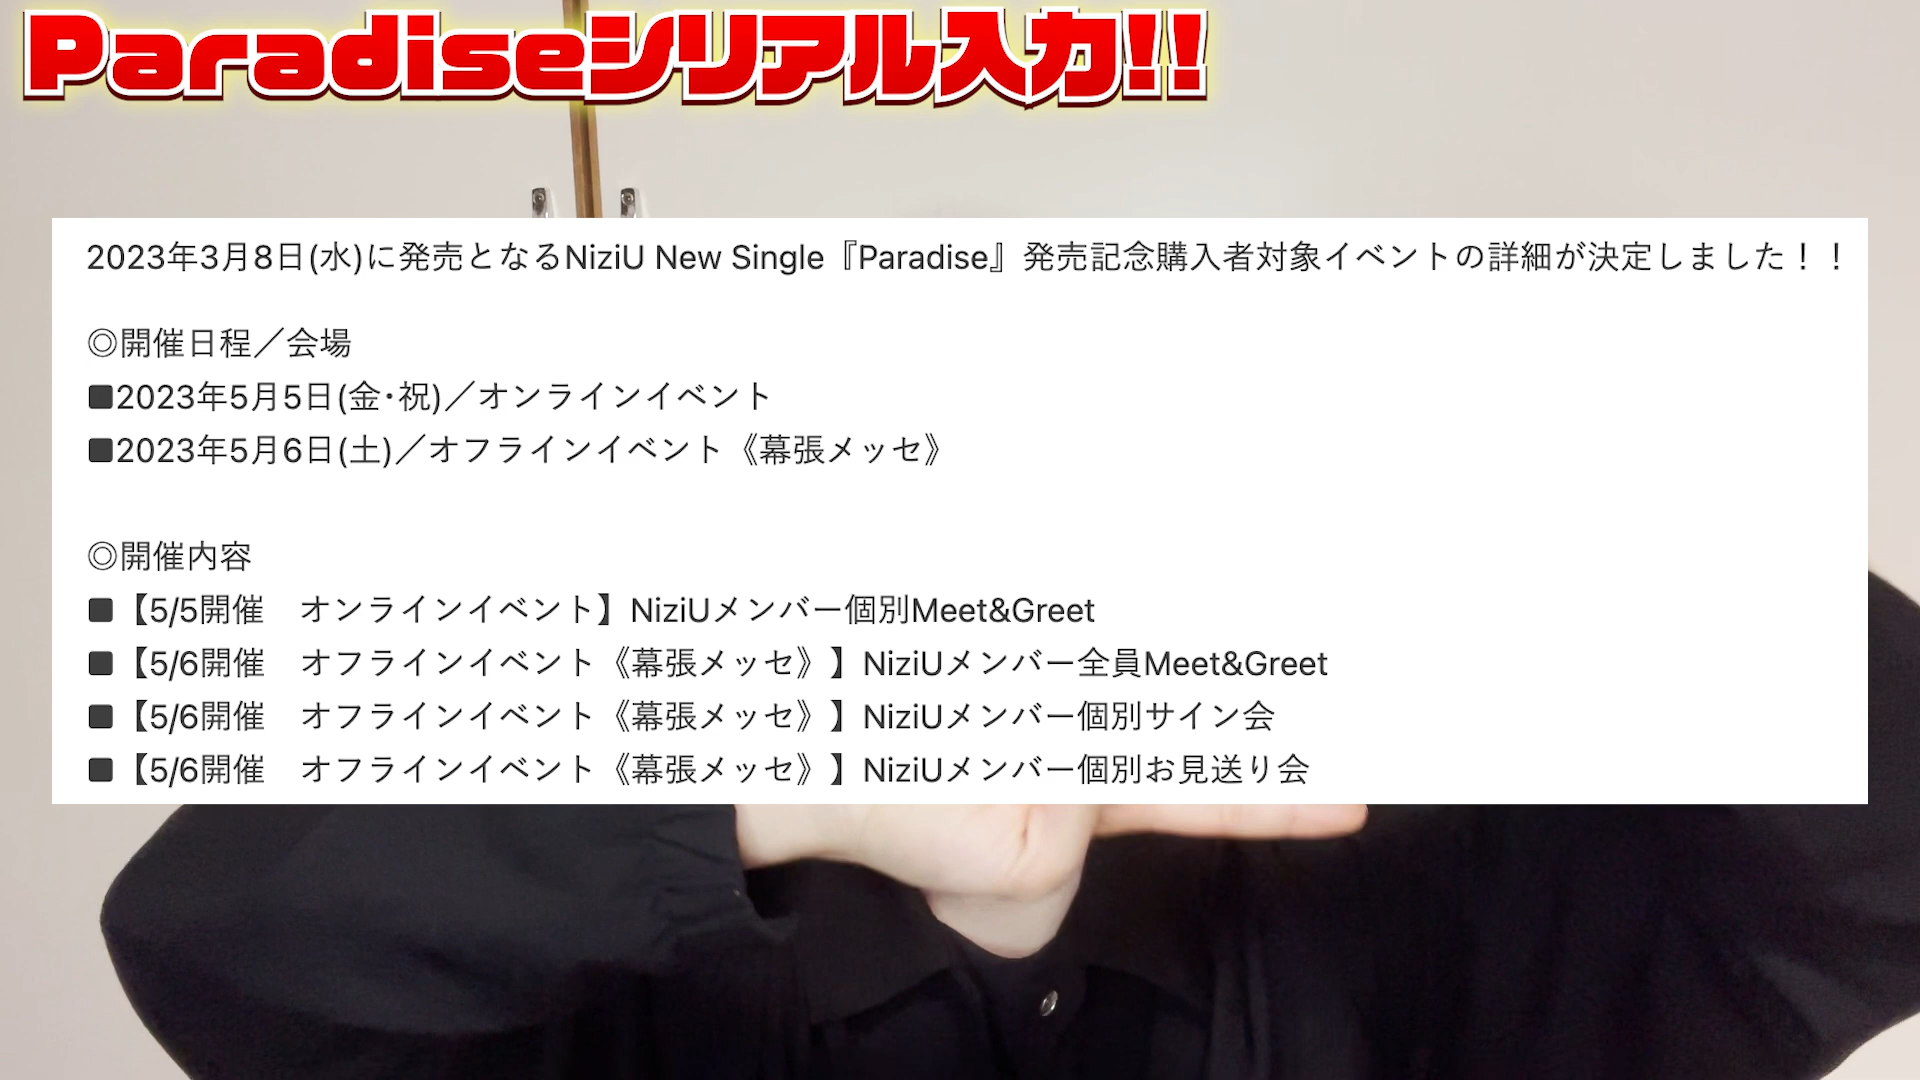 Paradiseシリアル入力!!
2023年3月8日(水)に発売となるNiziU New Single『Paradise』発売記念購入者対象イベントの詳細が決定しました！！
◎開催日程／会場
■2023年5月5日(金･祝)／オンラインイベント
■2023年5月6日(土)／オフラインイベント《幕張メッセ》
◎開催内容
■【5/5開催　オンラインイベント】NiziUメンバー個別Meet&Greet
■【5/6開催　オフラインイベント《幕張メッセ》】NiziUメンバー全員Meet&Greet
■【5/6開催　オフラインイベント《幕張メッセ》】NiziUメンバー個別サイン会
■【5/6開催　オフラインイベント《幕張メッセ》】NiziUメンバー個別お見送り会